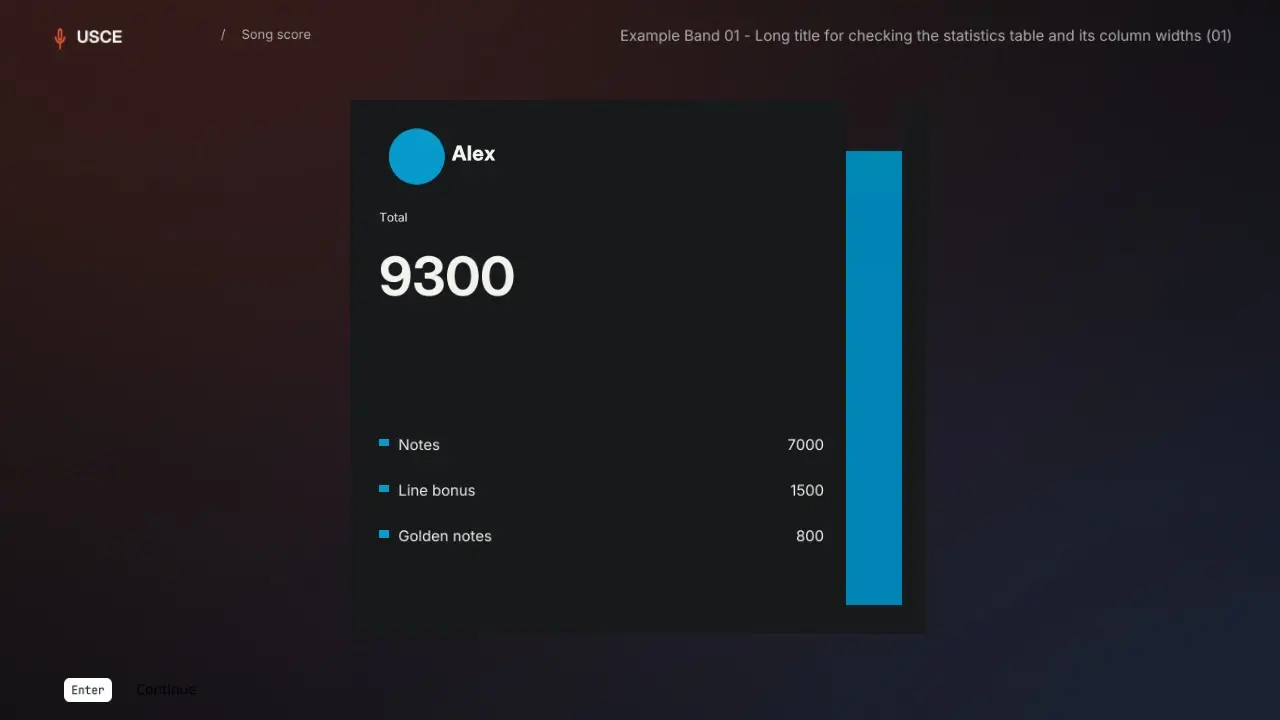 USCE / Song score Example Band 01 - Long title for checking the statistics table and its column widths (01)
Alex
Total
9300
Notes 7000
Line bonus 1500
Golden notes 800
Enter Continue